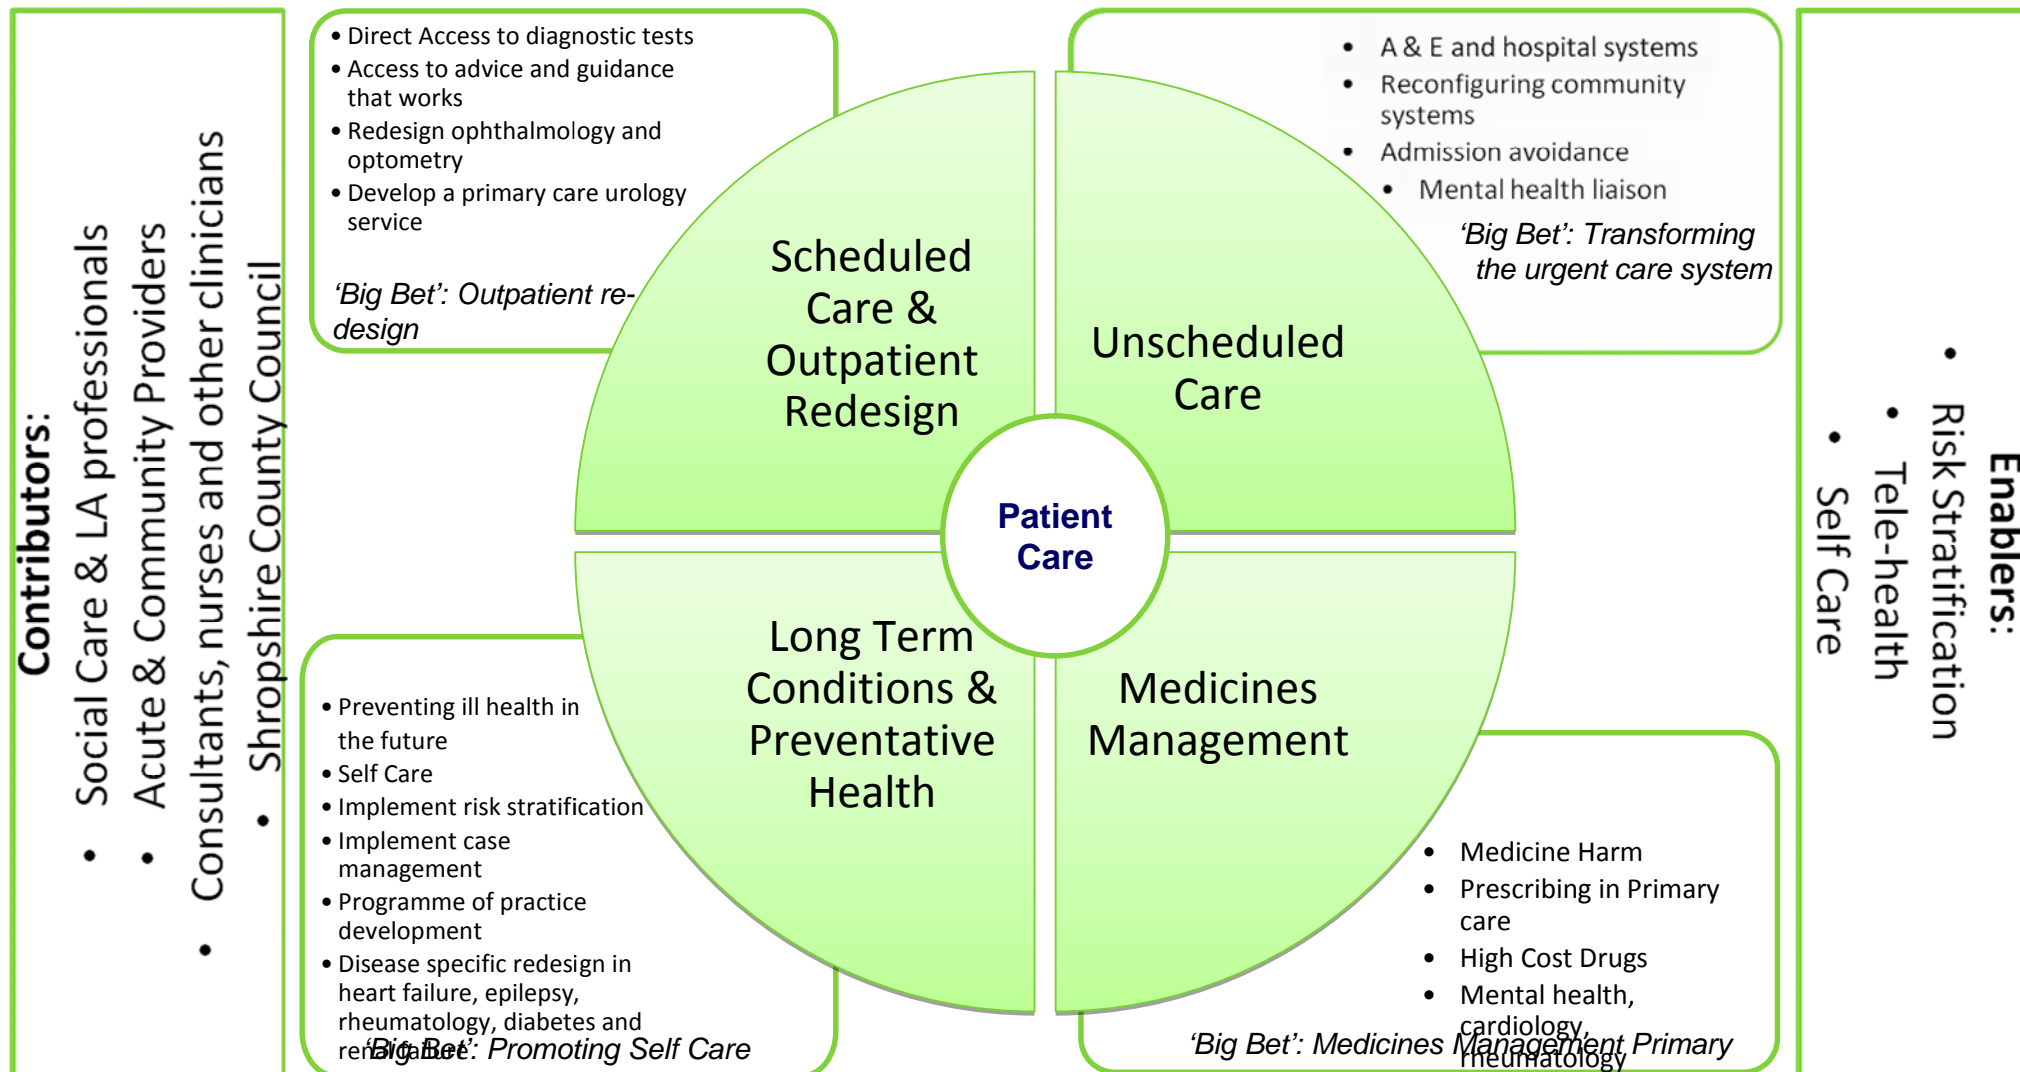 Contributors:
• Social Care & LA professionals
• Acute & Community Providers
• Consultants, nurses and other clinicians
• Shropshire County Council
• Direct Access to diagnostic tests
• Access to advice and guidance
that works
• Redesign ophthalmology and
optometry
• Develop a primary care urology
service
‘Big Bet’: Outpatient re-
design
Scheduled
Care &
Outpatient
Redesign
• A & E and hospital systems
• Reconfiguring community
systems
• Admission avoidance
• Mental health liaison
‘Big Bet’: Transforming
the urgent care system
Unscheduled
Care
Patient
Care
Long Term
Conditions &
Preventative
Health
• Preventing ill health in
the future
• Self Care
• Implement risk stratification
• Implement case
management
• Programme of practice
development
• Disease specific redesign in
heart failure, epilepsy,
rheumatology, diabetes and
renal failure
‘Big Bet’: Promoting Self Care
Medicines
Management
• Medicine Harm
• Prescribing in Primary
care
• High Cost Drugs
• Mental health,
cardiology,
rheumatology
‘Big Bet’: Medicines Management Primary
Enablers:
• Risk Stratification
• Tele-health
• Self Care